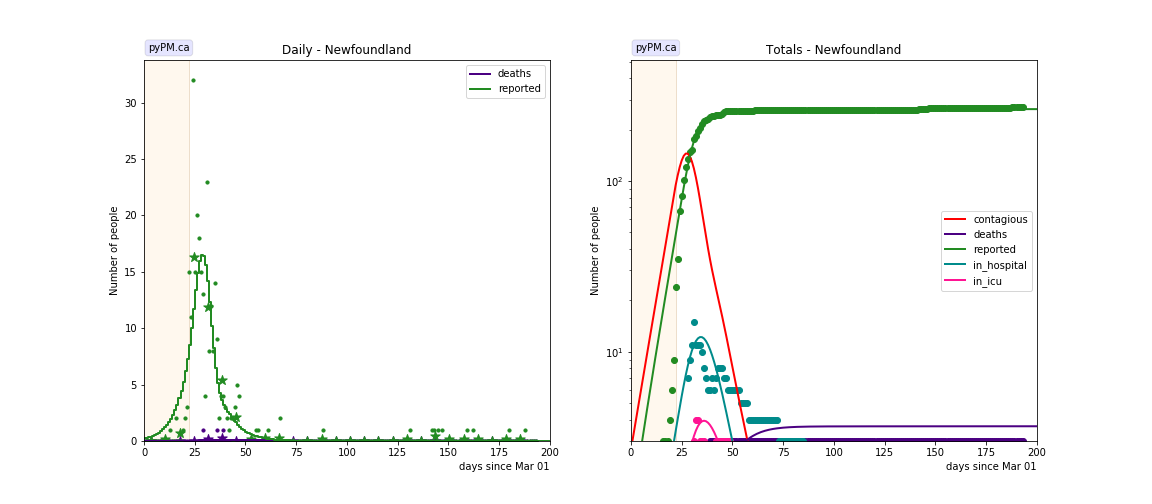 pyPM.ca
Daily - Newfoundland
Number of people
30
25
20
15
10
5
0
deaths
reported
0 25 50 75 100 125 150 175 200
days since Mar 01
pyPM.ca
Totals - Newfoundland
Number of people
10²
10¹
contagious
deaths
reported
in_hospital
in_icu
0 25 50 75 100 125 150 175 200
days since Mar 01